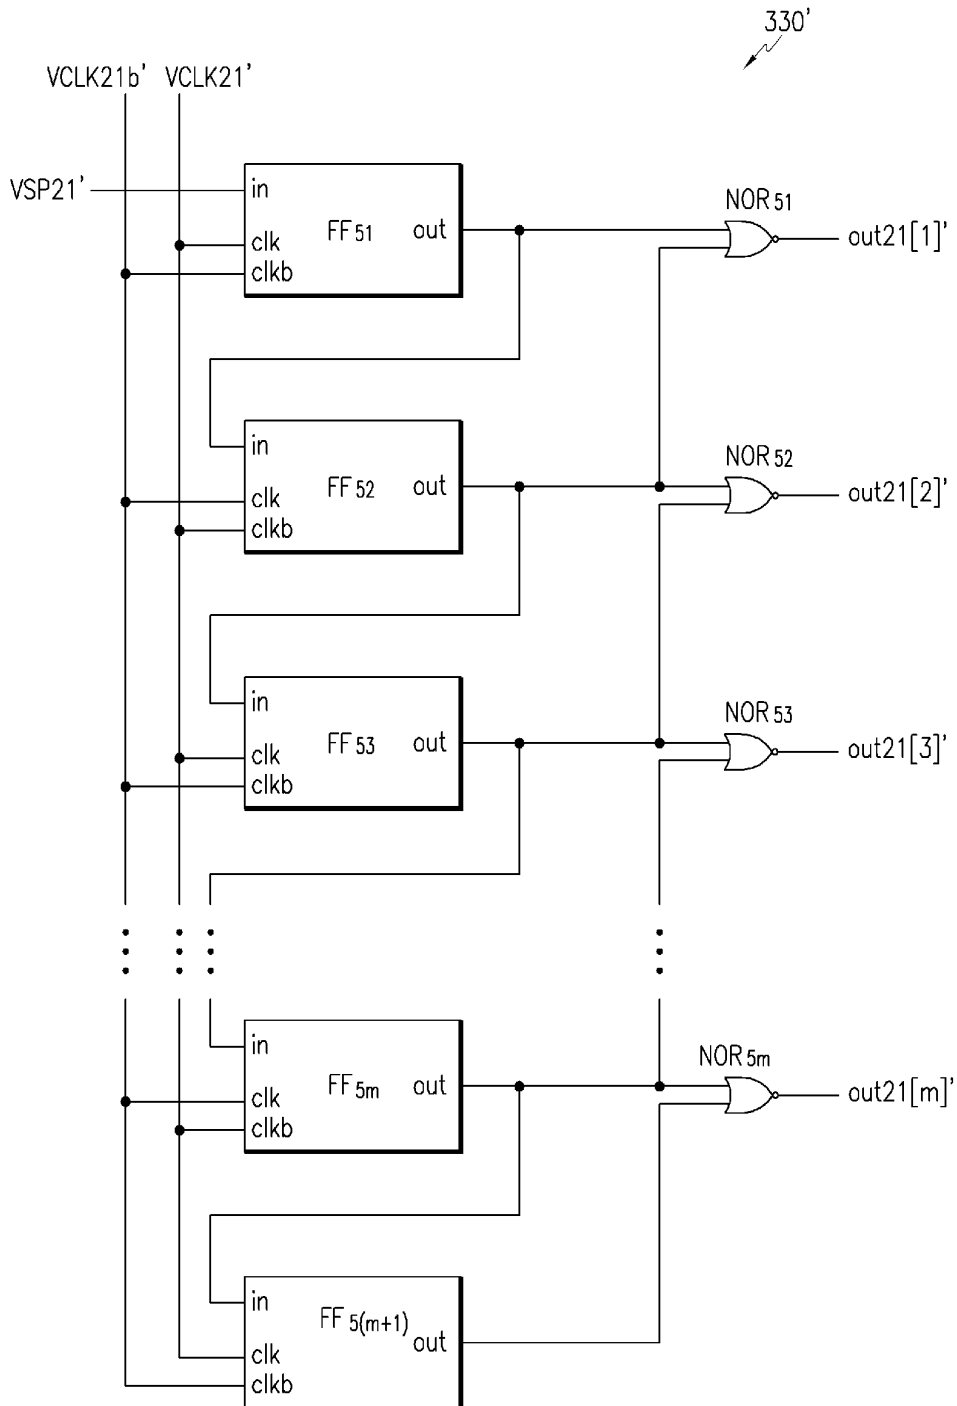 330'
VCLK21b' VCLK21'
VSP21'
in
clk
clkb
FF51
out
NOR51
out21[1]'
in
clk
clkb
FF52
out
NOR52
out21[2]'
in
clk
clkb
FF53
out
NOR53
out21[3]'
in
clk
clkb
FF5m
out
NOR5m
out21[m]'
in
clk
clkb
FF5(m+1)
out